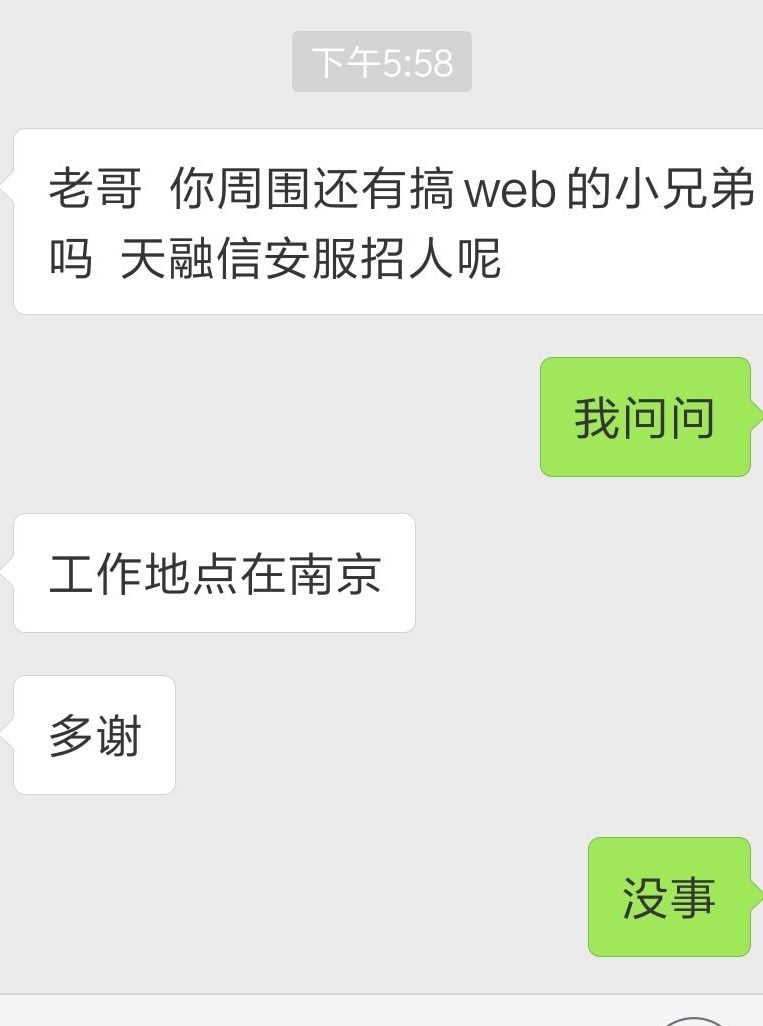 下午5:58
老哥 你周围还有搞web的小兄弟
吗 天融信安服招人呢
我问问
工作地点在南京
多谢
没事